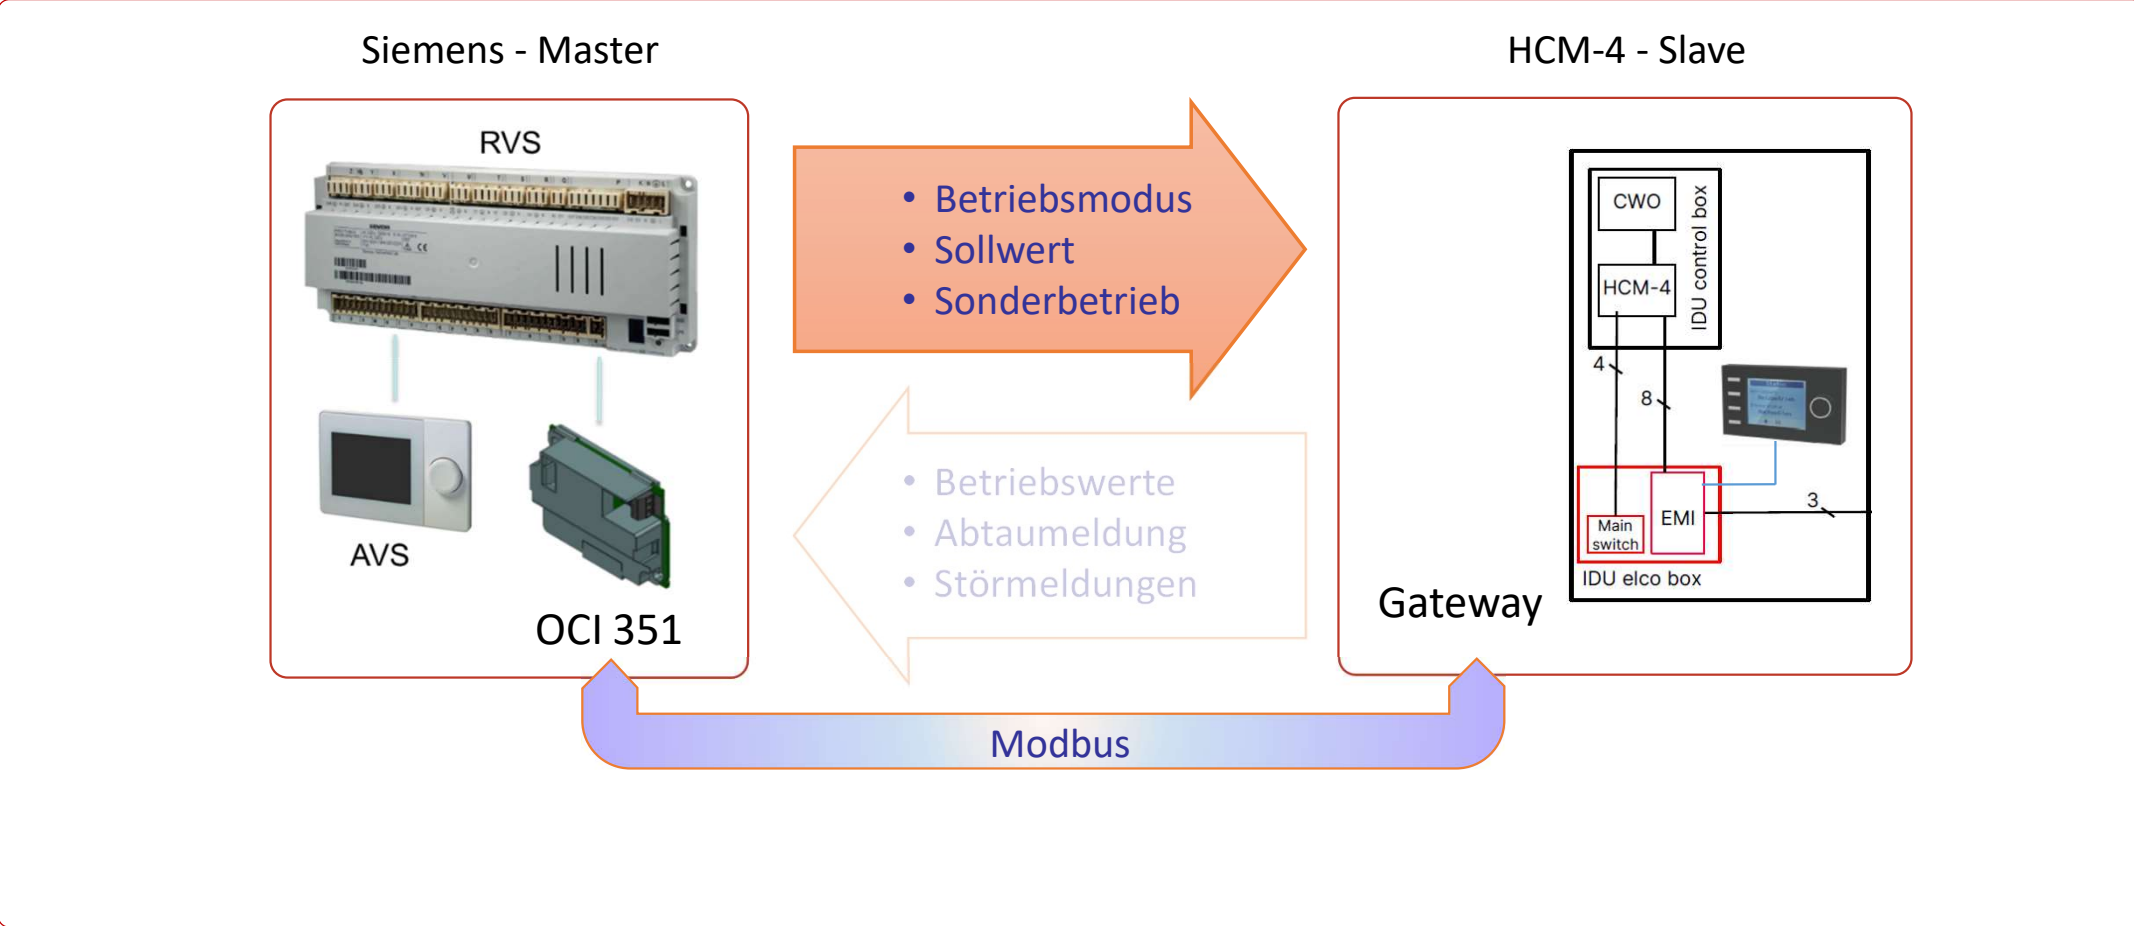 Siemens - Master
HCM-4 - Slave
RVS
AVS
OCI 351
• Betriebsmodus
• Sollwert
• Sonderbetrieb
• Betriebswerte
• Abtaumeldung
• Störmeldungen
CWO
HCM-4
IDU control box
4
8
3
Main
switch
EMI
IDU elco box
Gateway
Modbus